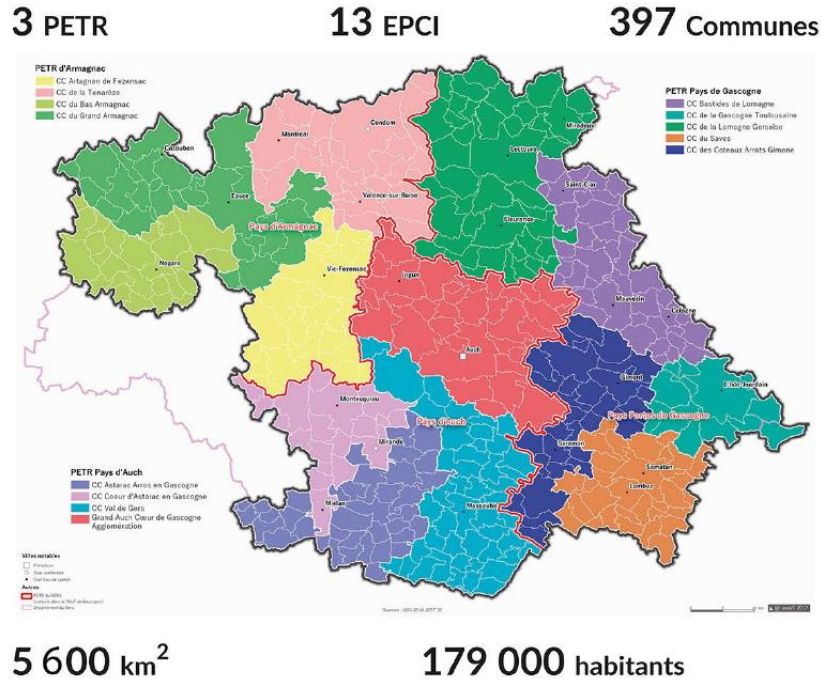 3 PETR 13 EPCI 397 Communes
PETR d'Armagnac
CC Artagnan de Fezensac
CC de la Tenarèze
CC du Bas Armagnac
CC du Grand Armagnac
PETR Pays de Gascogne
CC Bastides de Lomagne
CC de la Gascogne Toulousaine
CC de la Lomagne Gersoise
CC du Saves
CC des Coteaux Arrats Gimone
Condom
Montreal
Miradoux
Cazaubon
Lectoure
Saint-Clar
Eauze
Valence-sur-Baise
Pays d'Armagnac
Fleurance
Nogaro
Vic-Fezensac
Jegun
Mauvezin
Cologne
Auch
Gimont
L'Isle-Jourdain
Montesquiou
Pays d'Auch
Pays Portes de Gascogne
Mirande
Saramon
Samatan
Lombez
PETR Pays d'Auch
CC Astarac Arros en Gascogne
CC Coeur d'Astarac en Gascogne
CC Val de Gers
Grand Auch Cœur de Gascogne
Agglomération
Mielan
Masseube
Villes notables
Préfecture
Autres
5 600 km²
179 000 habitants